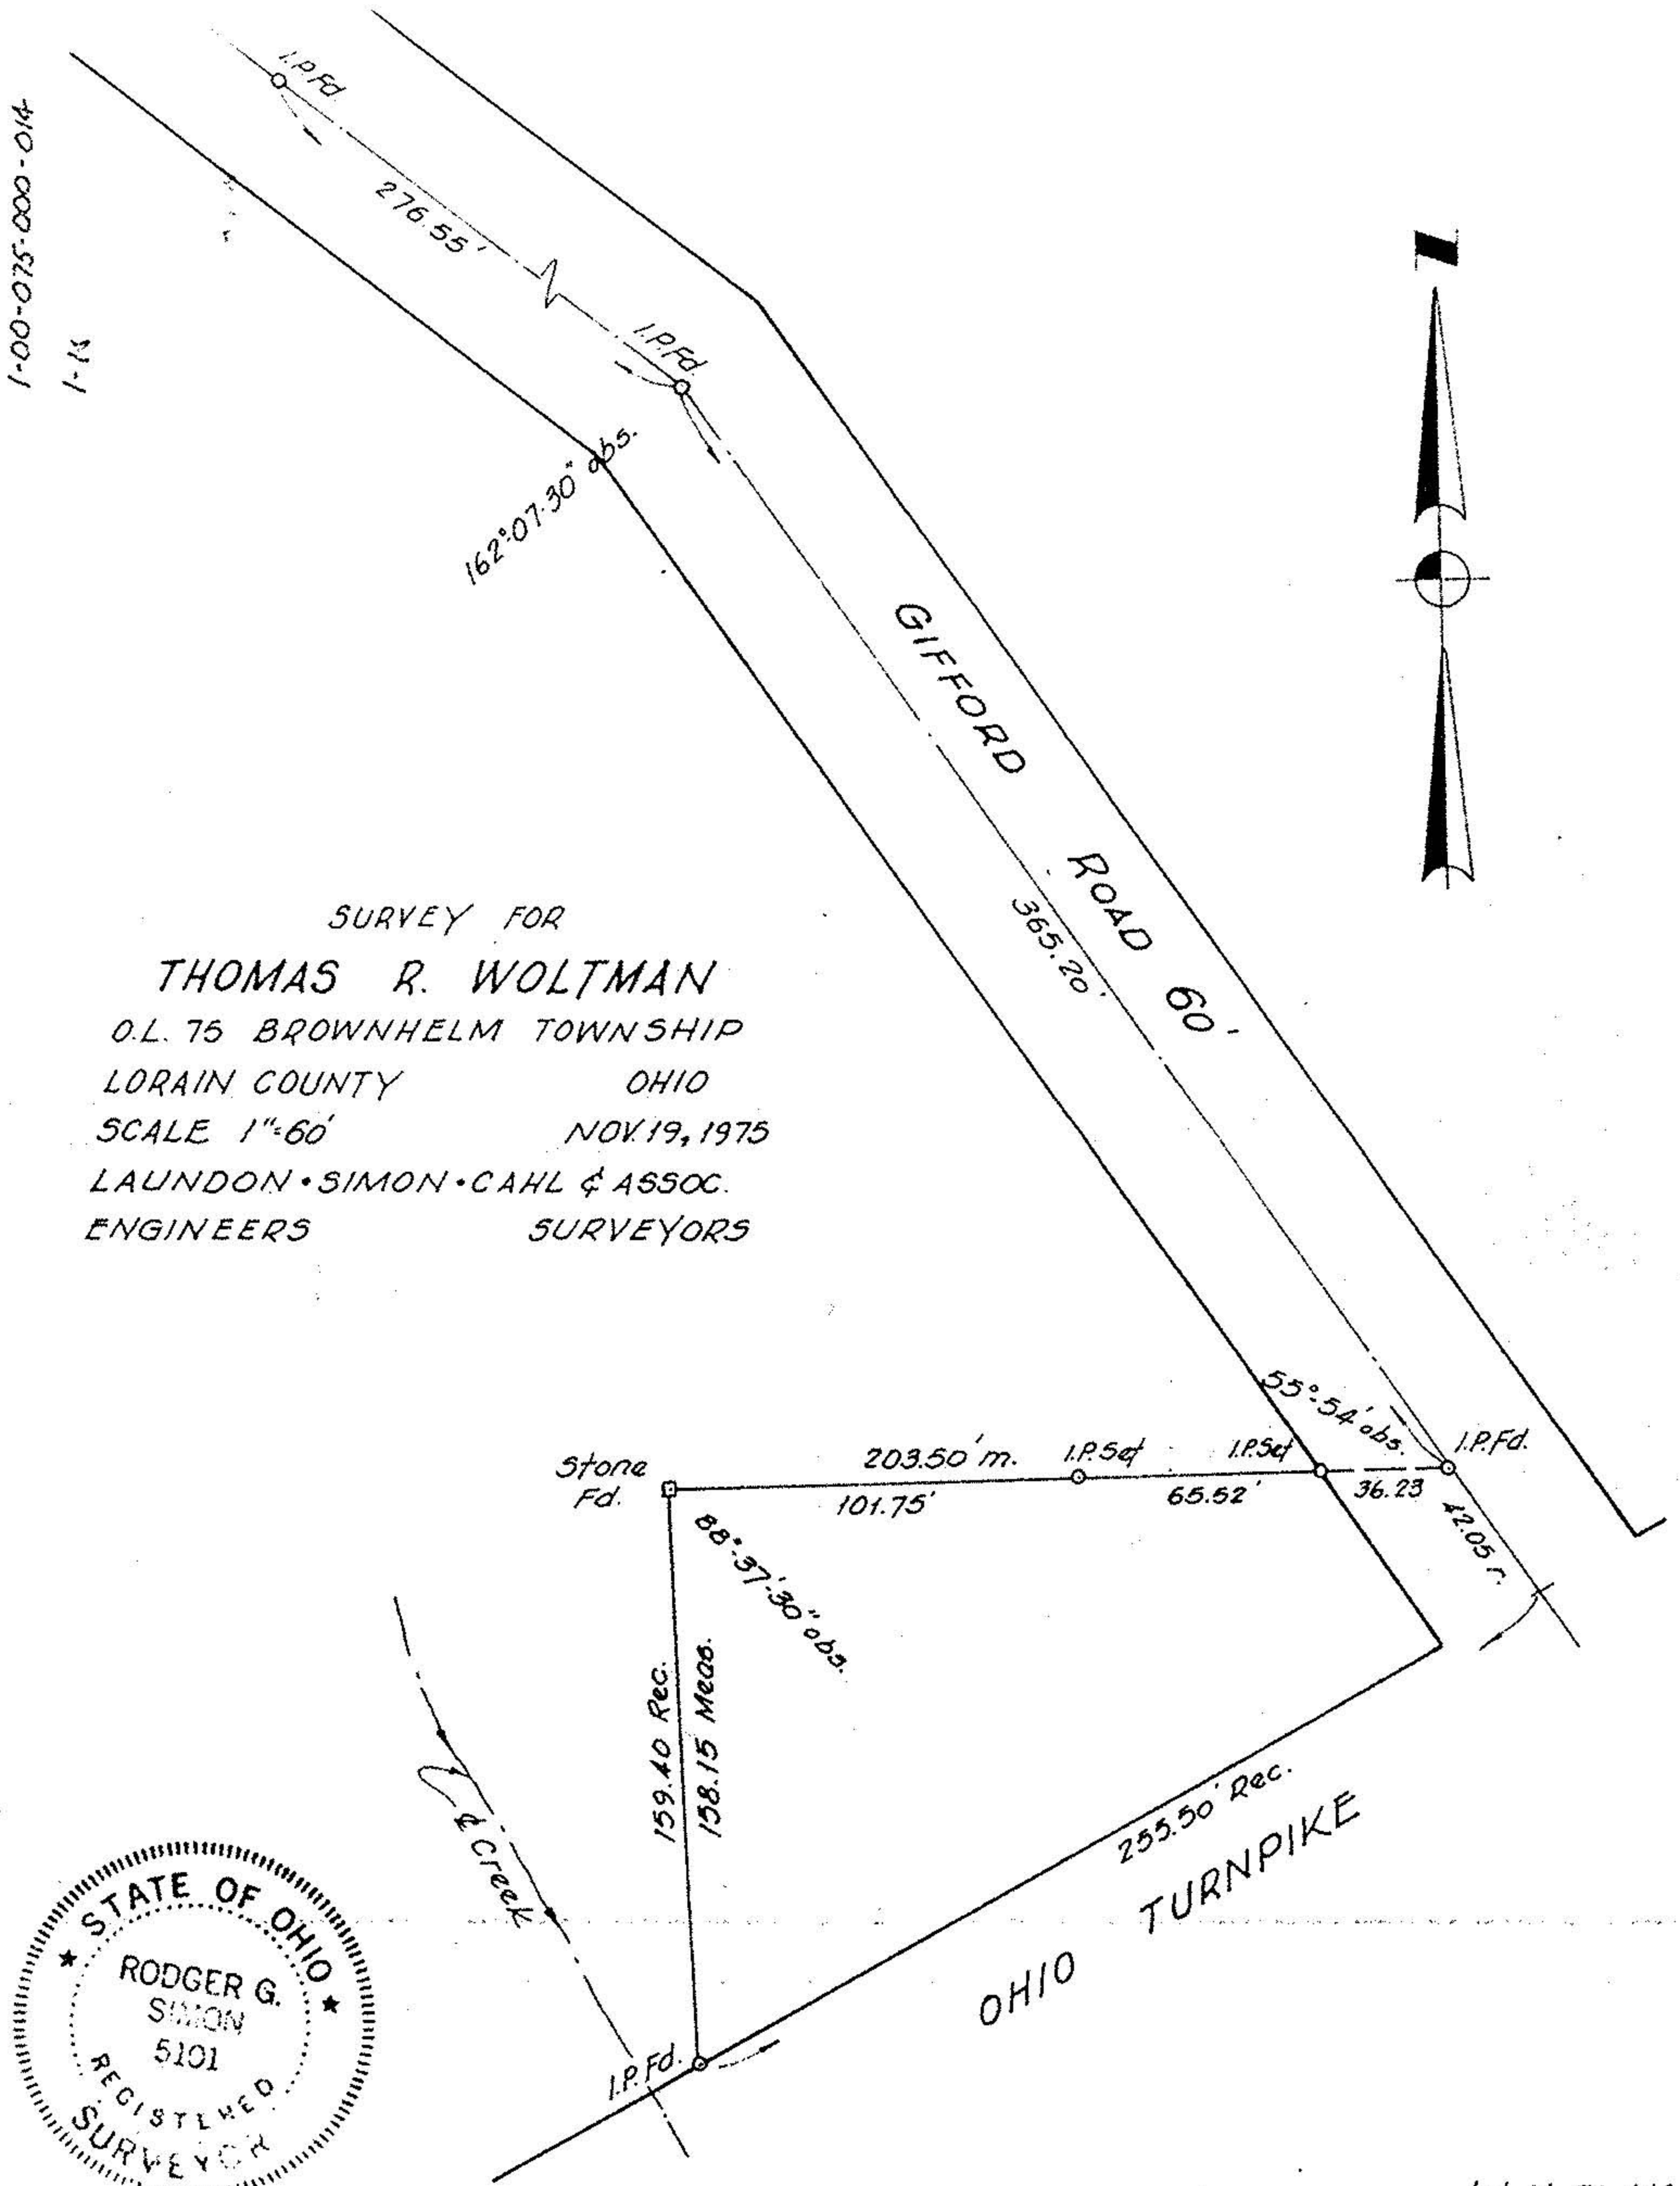 1-00-075-000-014
I.P.Fd.
276.55'
I.P.Fd.
162°-07'-30" obs.
GIFFORD ROAD 60'
365.20'
SURVEY FOR
THOMAS R. WOLTMAN
O.L. 75 BROWNHELM TOWNSHIP
LORAIN COUNTY OHIO
SCALE 1"=60' NOV. 19, 1975
LAUNDON • SIMON • CAHL & ASSOC.
ENGINEERS SURVEYORS
55°-54' obs.
I.P.Fd.
Stone
Fd.
203.50' m.
I.P.Set
I.P.Set
101.75'
65.52'
36.23
42.05 r.
88°-37'-30" obs.
159.40 Rec.
158.15 Meas.
255.50' Rec.
OHIO TURNPIKE
℄ Creek
I.P.Fd.
STATE OF OHIO
RODGER G.
SIMON
5101
REGISTERED
SURVEYOR